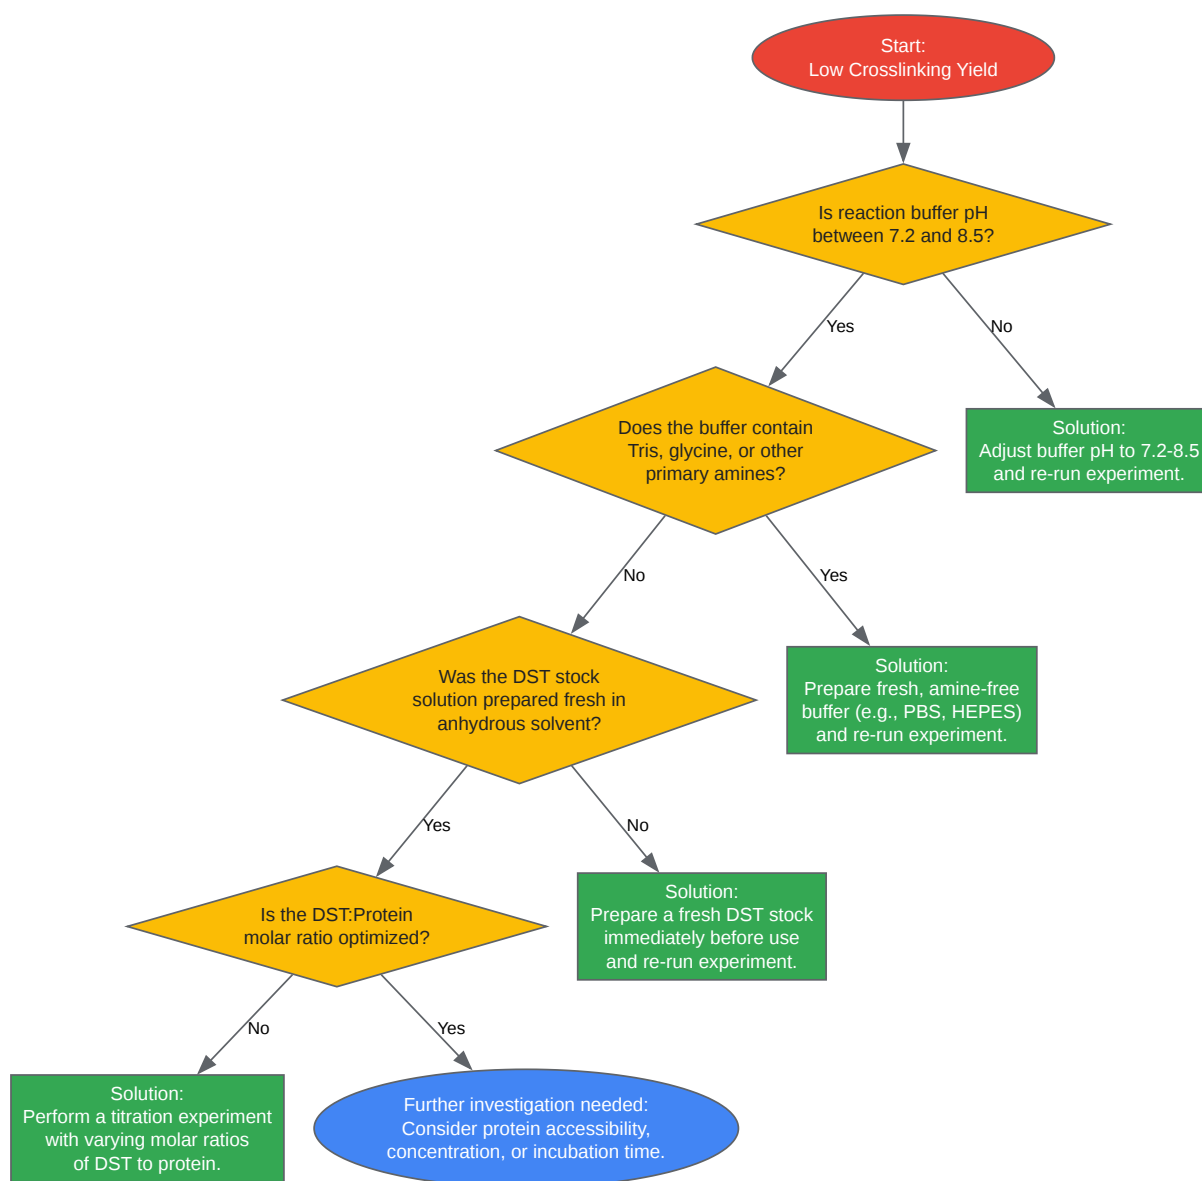 Start:
Low Crosslinking Yield
Is reaction buffer pH
between 7.2 and 8.5?
Yes
No
Does the buffer contain
Tris, glycine, or other
primary amines?
Solution:
Adjust buffer pH to 7.2-8.5
and re-run experiment.
No
Yes
Was the DST stock
solution prepared fresh in
anhydrous solvent?
Solution:
Prepare fresh, amine-free
buffer (e.g., PBS, HEPES)
and re-run experiment.
Yes
No
Is the DST:Protein
molar ratio optimized?
Solution:
Prepare a fresh DST stock
immediately before use
and re-run experiment.
No
Yes
Solution:
Perform a titration experiment
with varying molar ratios
of DST to protein.
Further investigation needed:
Consider protein accessibility,
concentration, or incubation time.